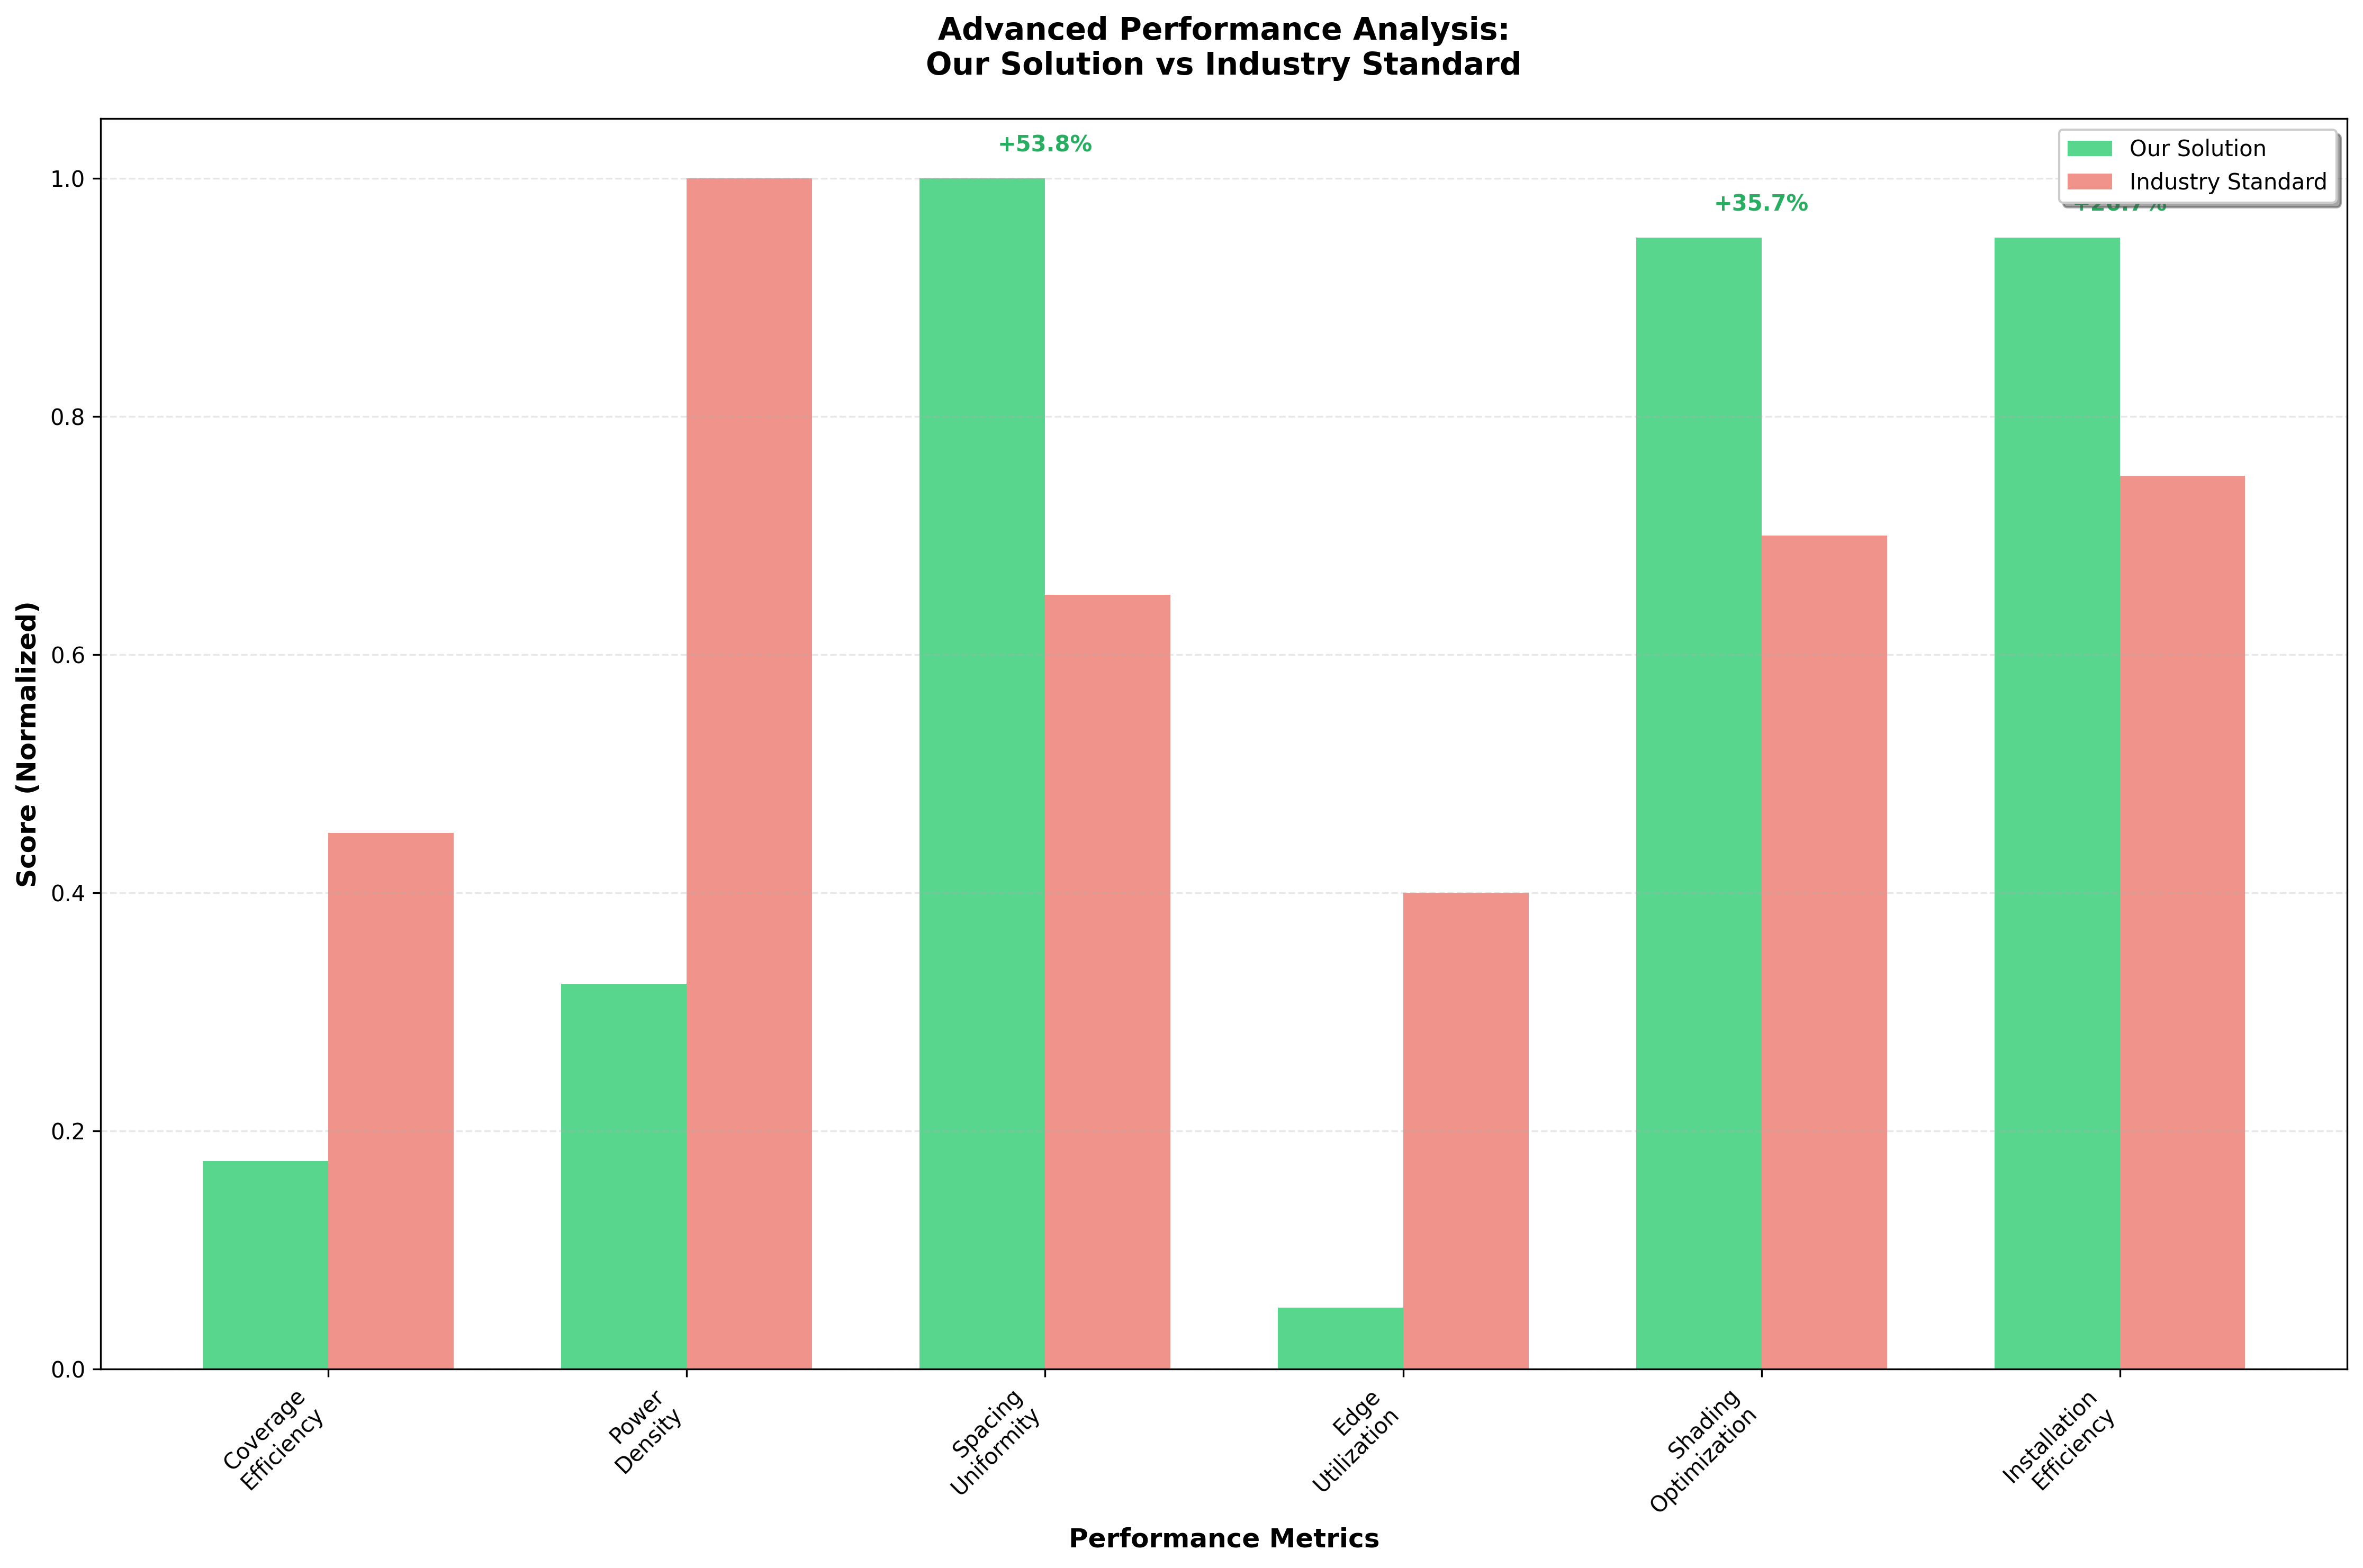 Advanced Performance Analysis:
Our Solution vs Industry Standard
+53.8%
+35.7%
Our Solution
Industry Standard
Score (Normalized)
1.0
0.8
0.6
0.4
0.2
0.0
Coverage
Efficiency
Power
Density
Spacing
Uniformity
Edge
Utilization
Shading
Optimization
Installation
Efficiency
Performance Metrics